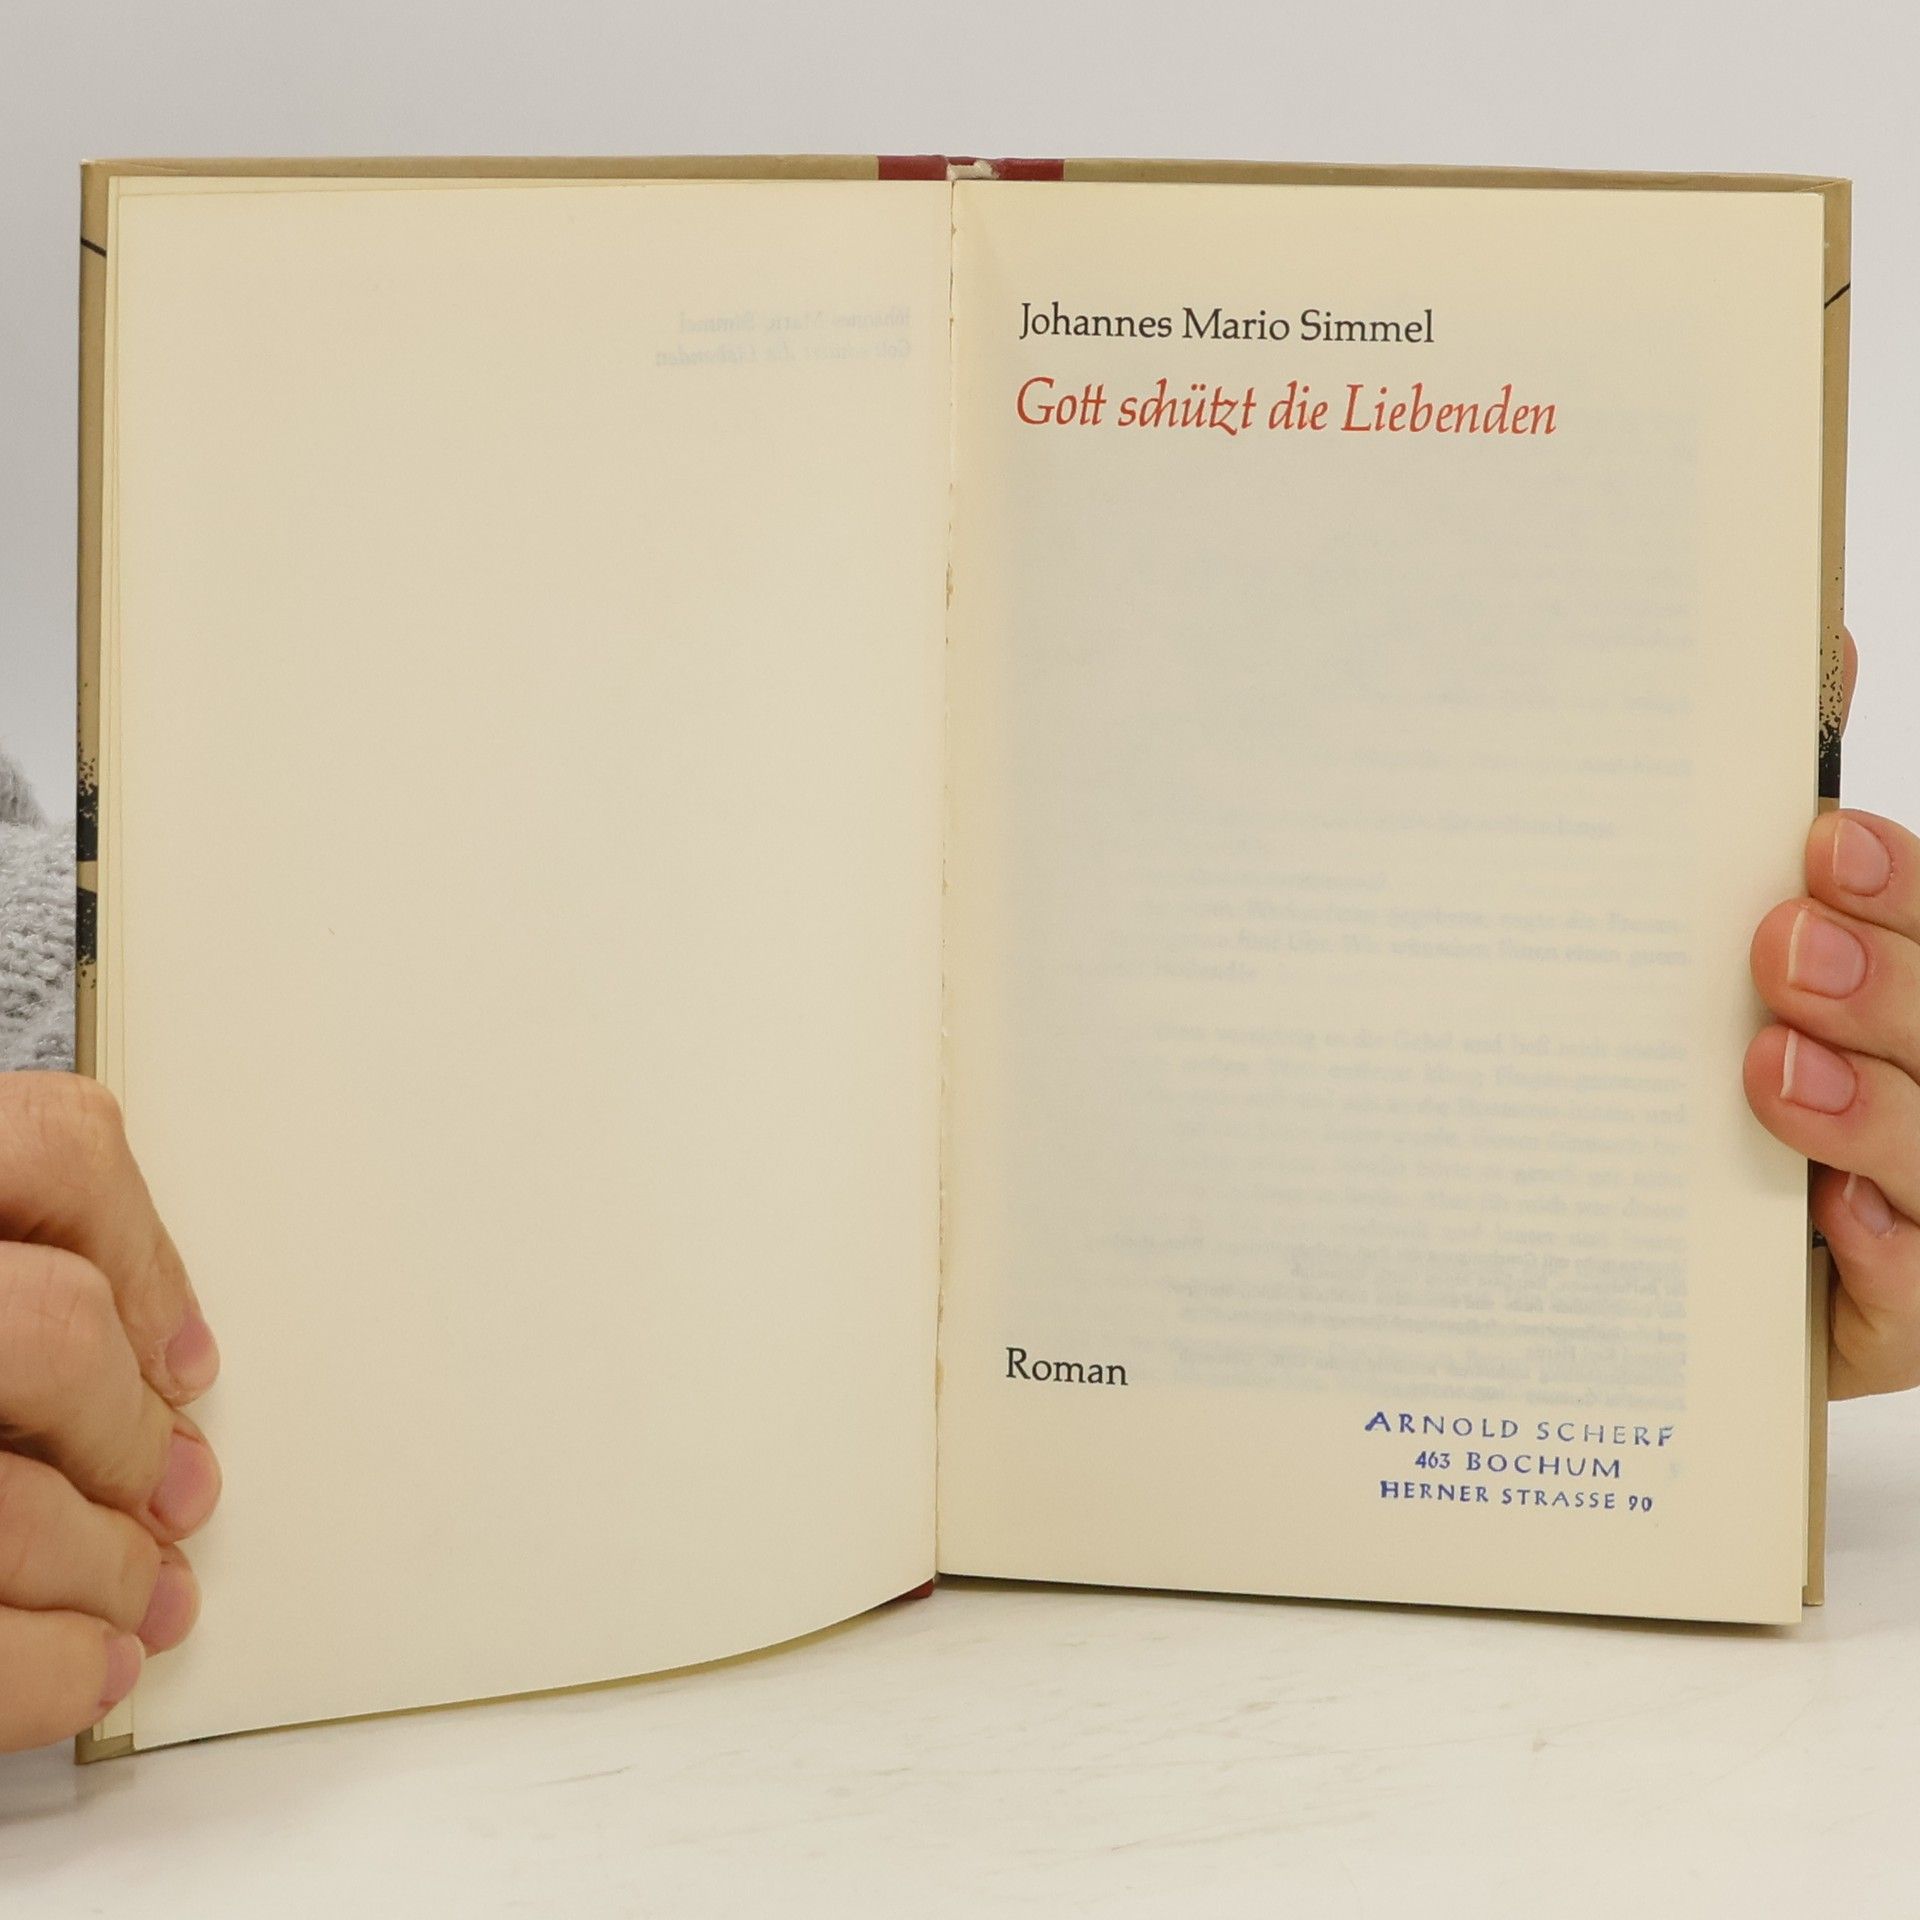 Johannes Mario Simmel
Gott schützt die Liebenden
Roman
ARNOLD SCHERF
463 BOCHUM
HERNER STRASSE 90